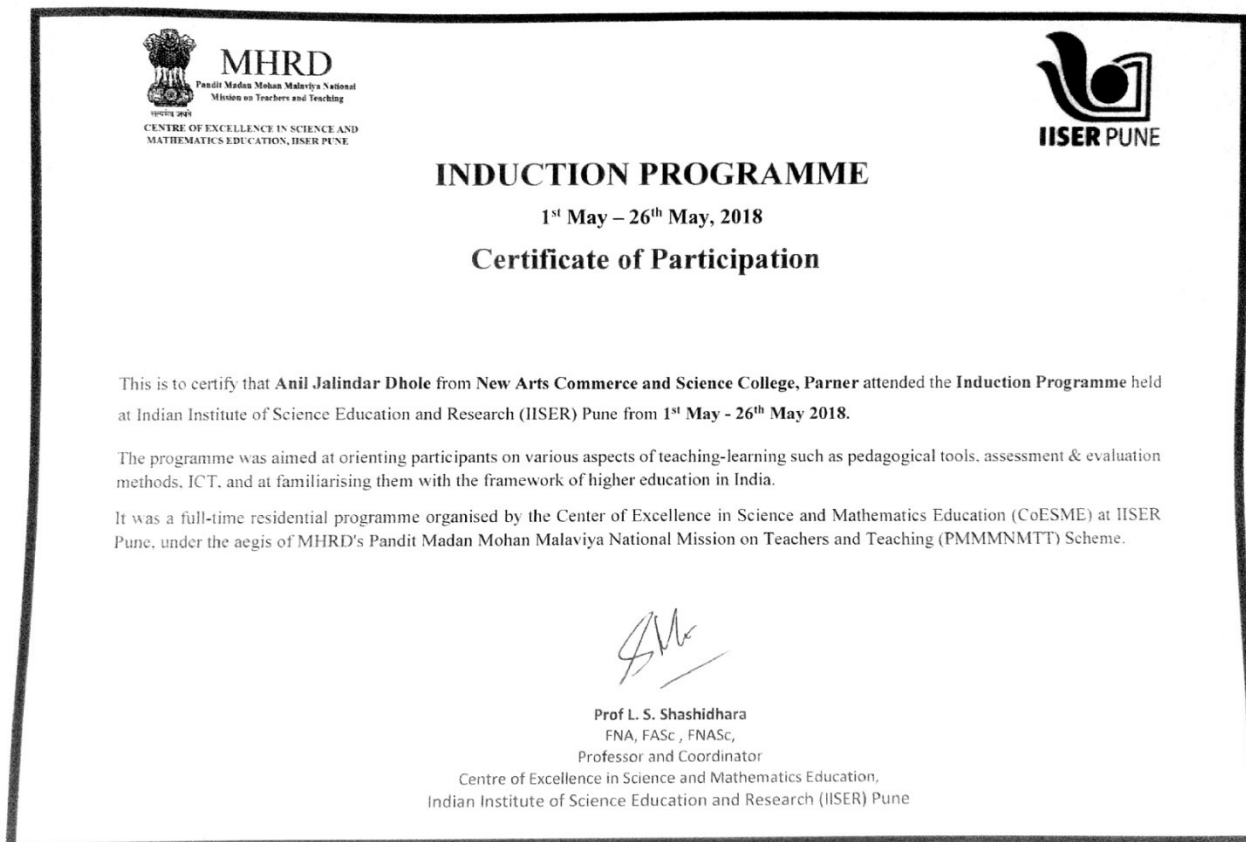 MHRD
Pandit Madan Mohan Malaviya National
Mission on Teachers and Teaching
सत्यमेव जयते
CENTRE OF EXCELLENCE IN SCIENCE AND
MATHEMATICS EDUCATION, IISER PUNE
IISER PUNE
INDUCTION PROGRAMME
1st May – 26th May, 2018
Certificate of Participation
This is to certify that Anil Jalindar Dhole from New Arts Commerce and Science College, Parner attended the Induction Programme held
at Indian Institute of Science Education and Research (IISER) Pune from 1st May - 26th May 2018.
The programme was aimed at orienting participants on various aspects of teaching-learning such as pedagogical tools, assessment & evaluation
methods, ICT, and at familiarising them with the framework of higher education in India.
It was a full-time residential programme organised by the Center of Excellence in Science and Mathematics Education (CoESME) at IISER
Pune, under the aegis of MHRD's Pandit Madan Mohan Malaviya National Mission on Teachers and Teaching (PMMMNMTT) Scheme.
Prof L. S. Shashidhara
FNA, FASc , FNASc,
Professor and Coordinator
Centre of Excellence in Science and Mathematics Education,
Indian Institute of Science Education and Research (IISER) Pune